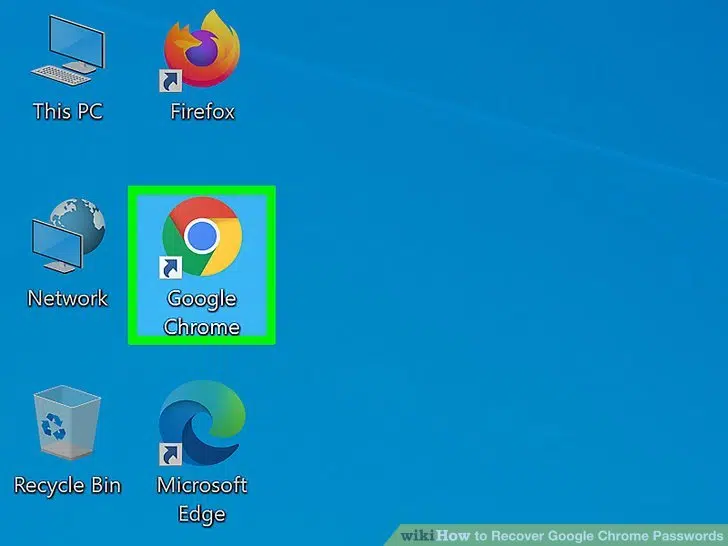 This PC
Firefox
Network
Google
Chrome
Recycle Bin
Microsoft
Edge
wikiHow to Recover Google Chrome Passwords